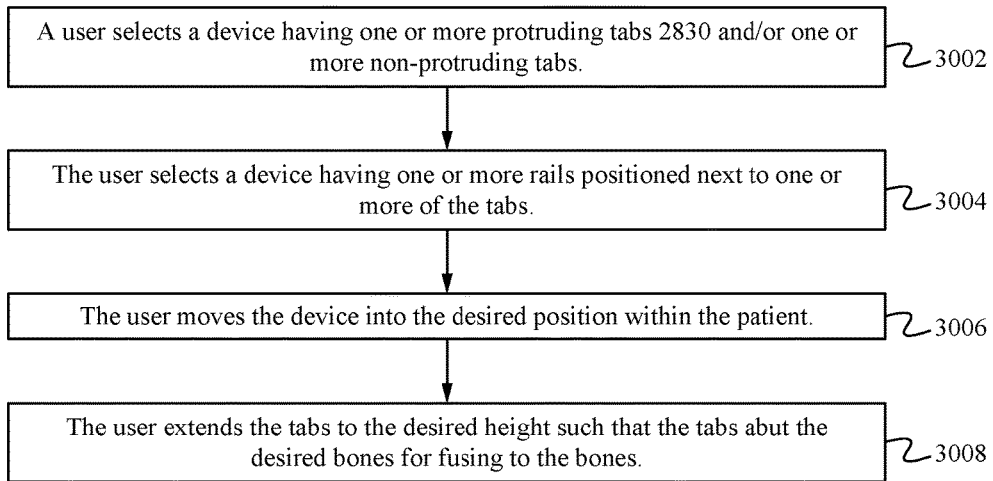 A user selects a device having one or more protruding tabs 2830 and/or one or
more non-protruding tabs.
3002
The user selects a device having one or more rails positioned next to one or
more of the tabs.
3004
The user moves the device into the desired position within the patient.
3006
The user extends the tabs to the desired height such that the tabs abut the
desired bones for fusing to the bones.
3008